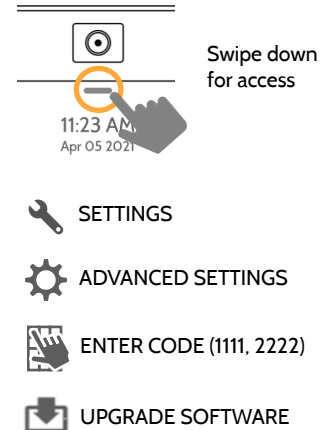 Swipe down
for access
11:23 AM
Apr 05 2021
SETTINGS
ADVANCED SETTINGS
ENTER CODE (1111, 2222)
UPGRADE SOFTWARE